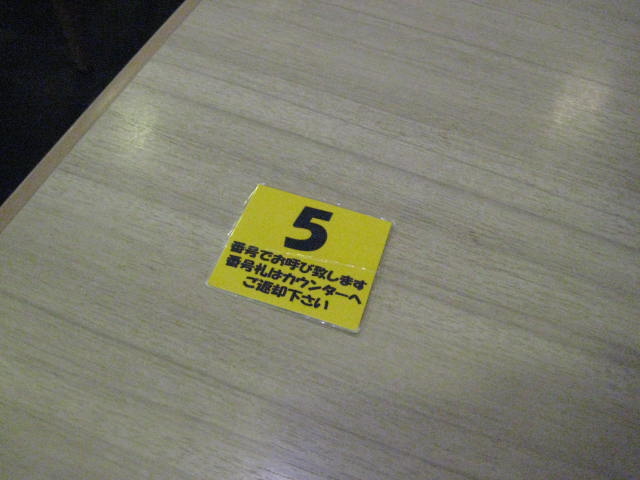 5
番号でお呼び致します
番号札はカウンターへ
ご返却下さい